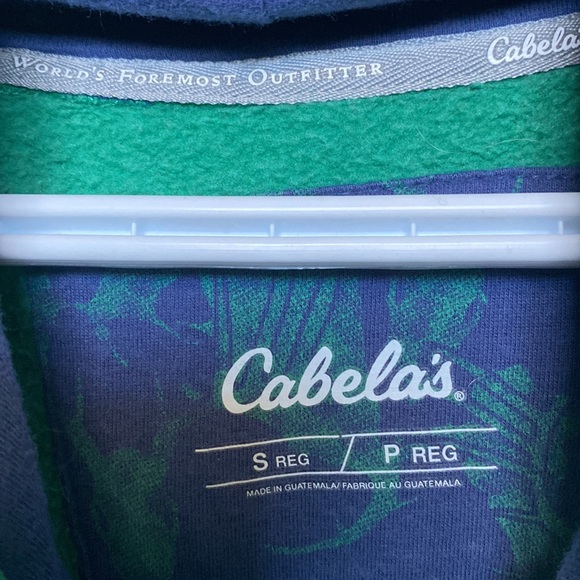 WORLD'S FOREMOST OUTFITTER Cabela's
Cabela's®
S REG / P REG
MADE IN GUATEMALA/ FABRIQUE AU GUATEMALA